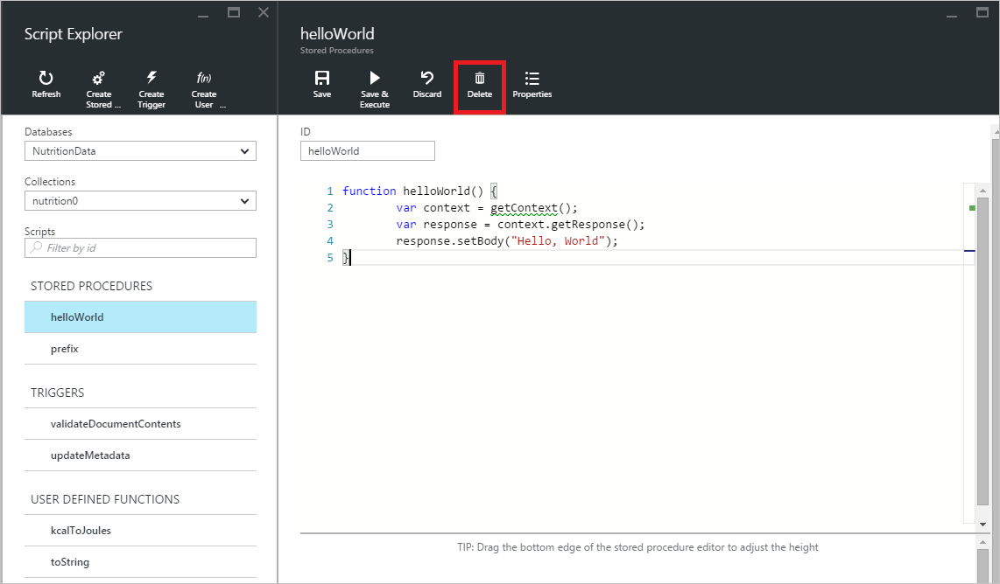 Script Explorer
Refresh
Create
Stored ...
Create
Trigger
f(n)
Create
User ...
Databases
NutritionData
Collections
nutrition0
Scripts
Filter by id
STORED PROCEDURES
helloWorld
prefix
TRIGGERS
validateDocumentContents
updateMetadata
USER DEFINED FUNCTIONS
kcalToJoules
toString
helloWorld
Stored Procedures
Save
Save &
Execute
Discard
Delete
Properties
ID
helloWorld
1 function helloWorld() {
2 var context = getContext();
3 var response = context.getResponse();
4 response.setBody("Hello, World");
5 }
TIP: Drag the bottom edge of the stored procedure editor to adjust the height